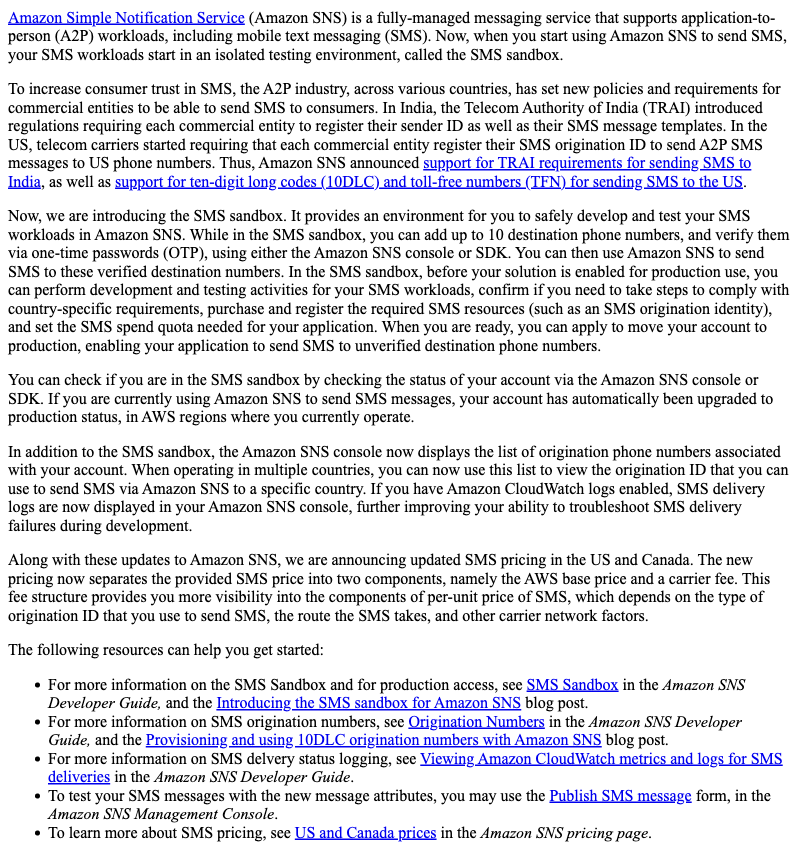 Amazon Simple Notification Service (Amazon SNS) is a fully-managed messaging service that supports application-to-
person (A2P) workloads, including mobile text messaging (SMS). Now, when you start using Amazon SNS to send SMS,
your SMS workloads start in an isolated testing environment, called the SMS sandbox.
To increase consumer trust in SMS, the A2P industry, across various countries, has set new policies and requirements for
commercial entities to be able to send SMS to consumers. In India, the Telecom Authority of India (TRAI) introduced
regulations requiring each commercial entity to register their sender ID as well as their SMS message templates. In the
US, telecom carriers started requiring that each commercial entity register their SMS origination ID to send A2P SMS
messages to US phone numbers. Thus, Amazon SNS announced support for TRAI requirements for sending SMS to
India, as well as support for ten-digit long codes (10DLC) and toll-free numbers (TFN) for sending SMS to the US.
Now, we are introducing the SMS sandbox. It provides an environment for you to safely develop and test your SMS
workloads in Amazon SNS. While in the SMS sandbox, you can add up to 10 destination phone numbers, and verify them
via one-time passwords (OTP), using either the Amazon SNS console or SDK. You can then use Amazon SNS to send
SMS to these verified destination numbers. In the SMS sandbox, before your solution is enabled for production use, you
can perform development and testing activities for your SMS workloads, confirm if you need to take steps to comply with
country-specific requirements, purchase and register the required SMS resources (such as an SMS origination identity),
and set the SMS spend quota needed for your application. When you are ready, you can apply to move your account to
production, enabling your application to send SMS to unverified destination phone numbers.
You can check if you are in the SMS sandbox by checking the status of your account via the Amazon SNS console or
SDK. If you are currently using Amazon SNS to send SMS messages, your account has automatically been upgraded to
production status, in AWS regions where you currently operate.
In addition to the SMS sandbox, the Amazon SNS console now displays the list of origination phone numbers associated
with your account. When operating in multiple countries, you can now use this list to view the origination ID that you can
use to send SMS via Amazon SNS to a specific country. If you have Amazon CloudWatch logs enabled, SMS delivery
logs are now displayed in your Amazon SNS console, further improving your ability to troubleshoot SMS delivery
failures during development.
Along with these updates to Amazon SNS, we are announcing updated SMS pricing in the US and Canada. The new
pricing now separates the provided SMS price into two components, namely the AWS base price and a carrier fee. This
fee structure provides you more visibility into the components of per-unit price of SMS, which depends on the type of
origination ID that you use to send SMS, the route the SMS takes, and other carrier network factors.
The following resources can help you get started:
• For more information on the SMS Sandbox and for production access, see SMS Sandbox in the Amazon SNS
Developer Guide, and the Introducing the SMS sandbox for Amazon SNS blog post.
• For more information on SMS origination numbers, see Origination Numbers in the Amazon SNS Developer
Guide, and the Provisioning and using 10DLC origination numbers with Amazon SNS blog post.
• For more information on SMS delvery status logging, see Viewing Amazon CloudWatch metrics and logs for SMS
deliveries in the Amazon SNS Developer Guide.
• To test your SMS messages with the new message attributes, you may use the Publish SMS message form, in the
Amazon SNS Management Console.
• To learn more about SMS pricing, see US and Canada prices in the Amazon SNS pricing page.